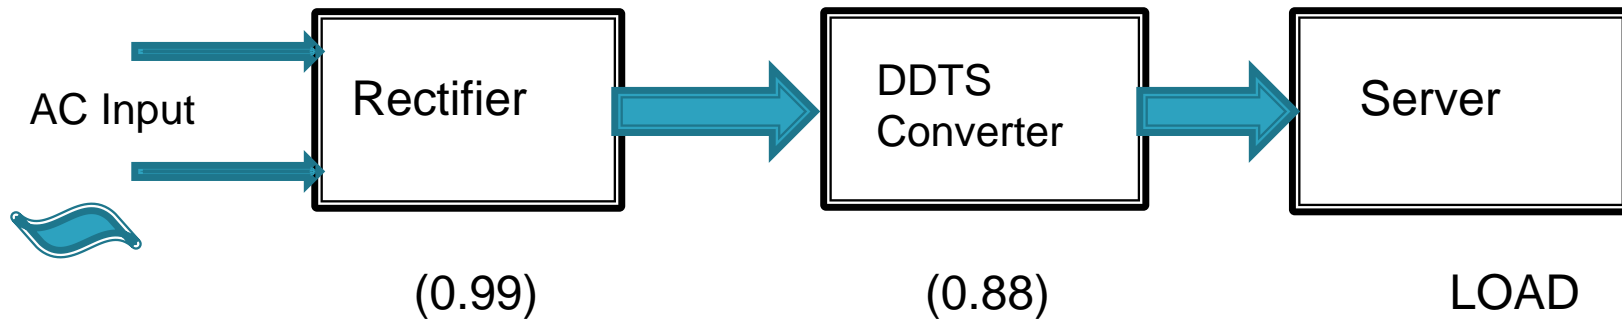 AC Input
Rectifier
DDTS
Converter
Server
(0.99)
(0.88)
LOAD